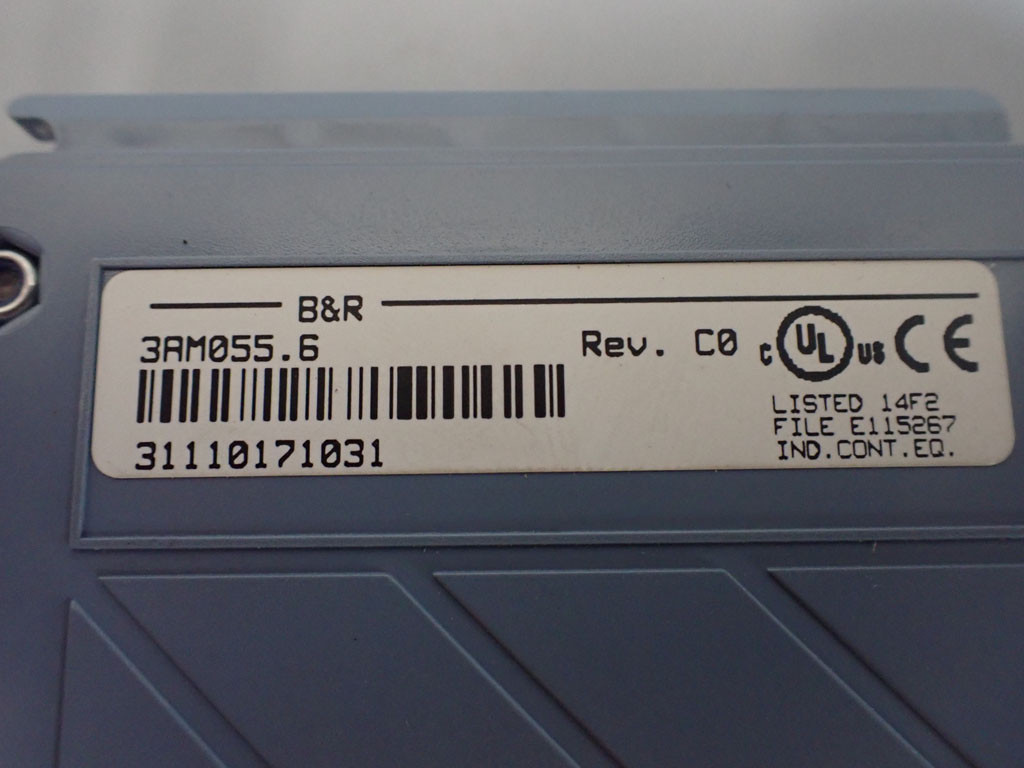 B&R
3AM055.6
Rev. C0
c UL us CE
31110171031
LISTED 14F2
FILE E115267
IND.CONT.EQ.